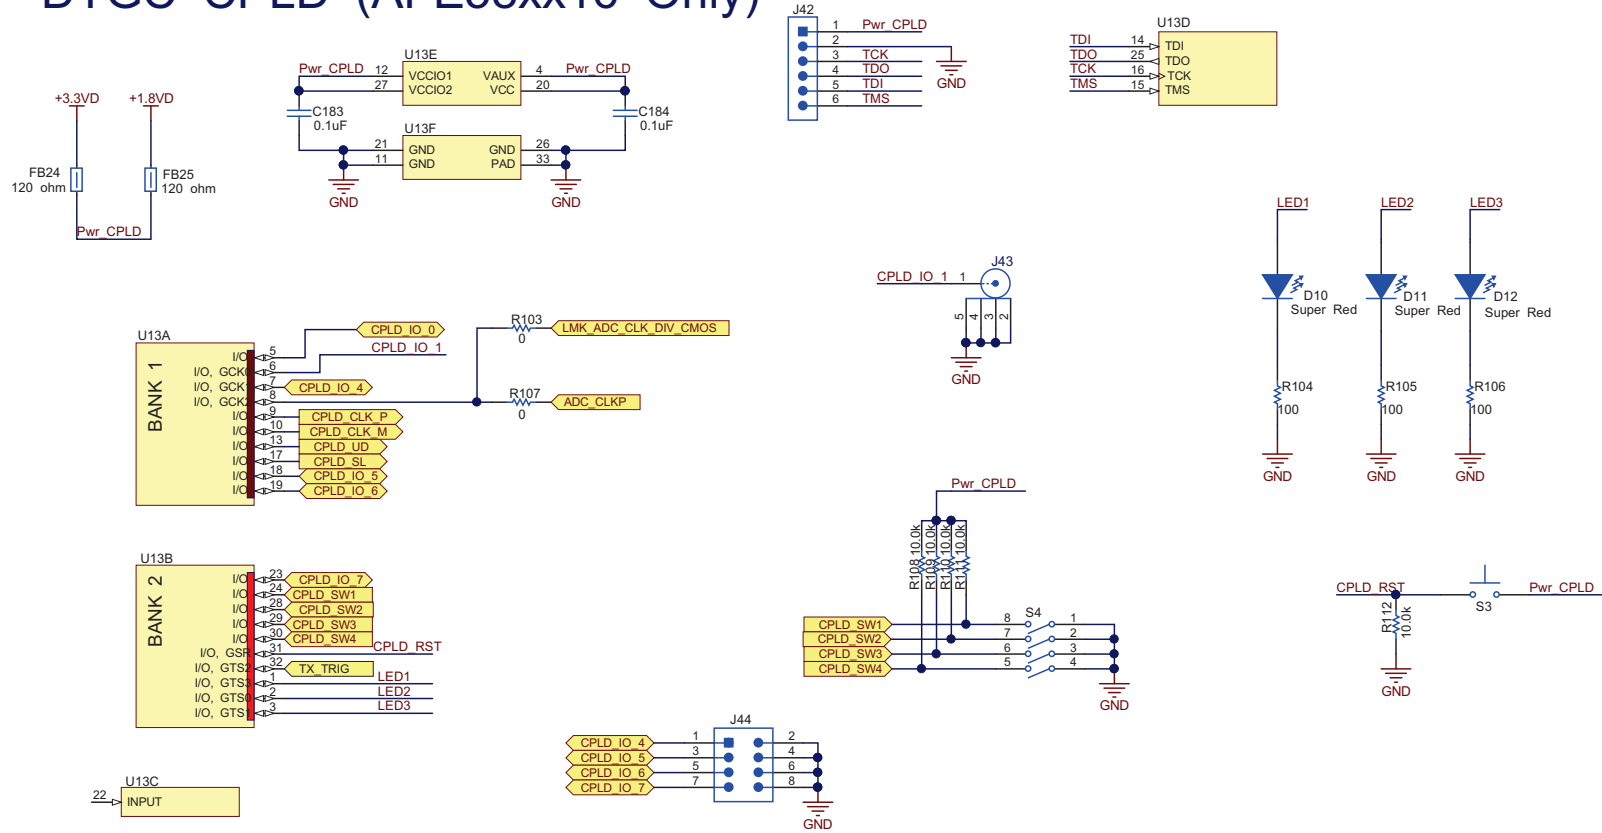 J42
1 Pwr_CPLD
2
3 TCK
4 TDO
5 TDI
6 TMS
GND
U13D
TDI 14 TDI
TDO 25 TDO
TCK 16 TCK
TMS 15 TMS
U13E
Pwr_CPLD 12 VCCIO1 VAUX 4 Pwr_CPLD
27 VCCIO2 VCC 20
C183
0.1uF
C184
0.1uF
U13F
21 GND GND 26
11 GND PAD 33
GND
GND
+3.3VD +1.8VD
FB24
120 ohm
FB25
120 ohm
Pwr_CPLD
LED1 LED2 LED3
D10
Super Red
D11
Super Red
D12
Super Red
R104
100
R105
100
R106
100
GND GND GND
J43
CPLD_IO_1 1
5 4 3 2
GND
U13A
BANK 1
I/O 5 CPLD_IO_0
I/O, GCK0 6 CPLD_IO_1
I/O, GCK1 7 CPLD_IO_4
I/O, GCK2 8
I/O 9 CPLD_CLK_P
I/O 10 CPLD_CLK_M
I/O 13 CPLD_UD
I/O 17 CPLD_SL
I/O 18 CPLD_IO_5
I/O 19 CPLD_IO_6
R103
0
LMK_ADC_CLK_DIV_CMOS
R107
0
ADC_CLKP
Pwr_CPLD
R108 10.0k
R109 10.0k
R110 10.0k
R111 10.0k
S4
CPLD_SW1 8 1
CPLD_SW2 7 2
CPLD_SW3 6 3
CPLD_SW4 5 4
GND
CPLD_RST Pwr_CPLD
S3
R112
10.0k
GND
U13B
BANK 2
I/O 23 CPLD_IO_7
I/O 24 CPLD_SW1
I/O 28 CPLD_SW2
I/O 29 CPLD_SW3
I/O 30 CPLD_SW4
I/O, GSR 31 CPLD_RST
I/O, GTS2 32 TX_TRIG
I/O, GTS3 1 LED1
I/O, GTS0 2 LED2
I/O, GTS1 3 LED3
J44
CPLD_IO_4 1 2
CPLD_IO_5 3 4
CPLD_IO_6 5 6
CPLD_IO_7 7 8
GND
U13C
22 INPUT